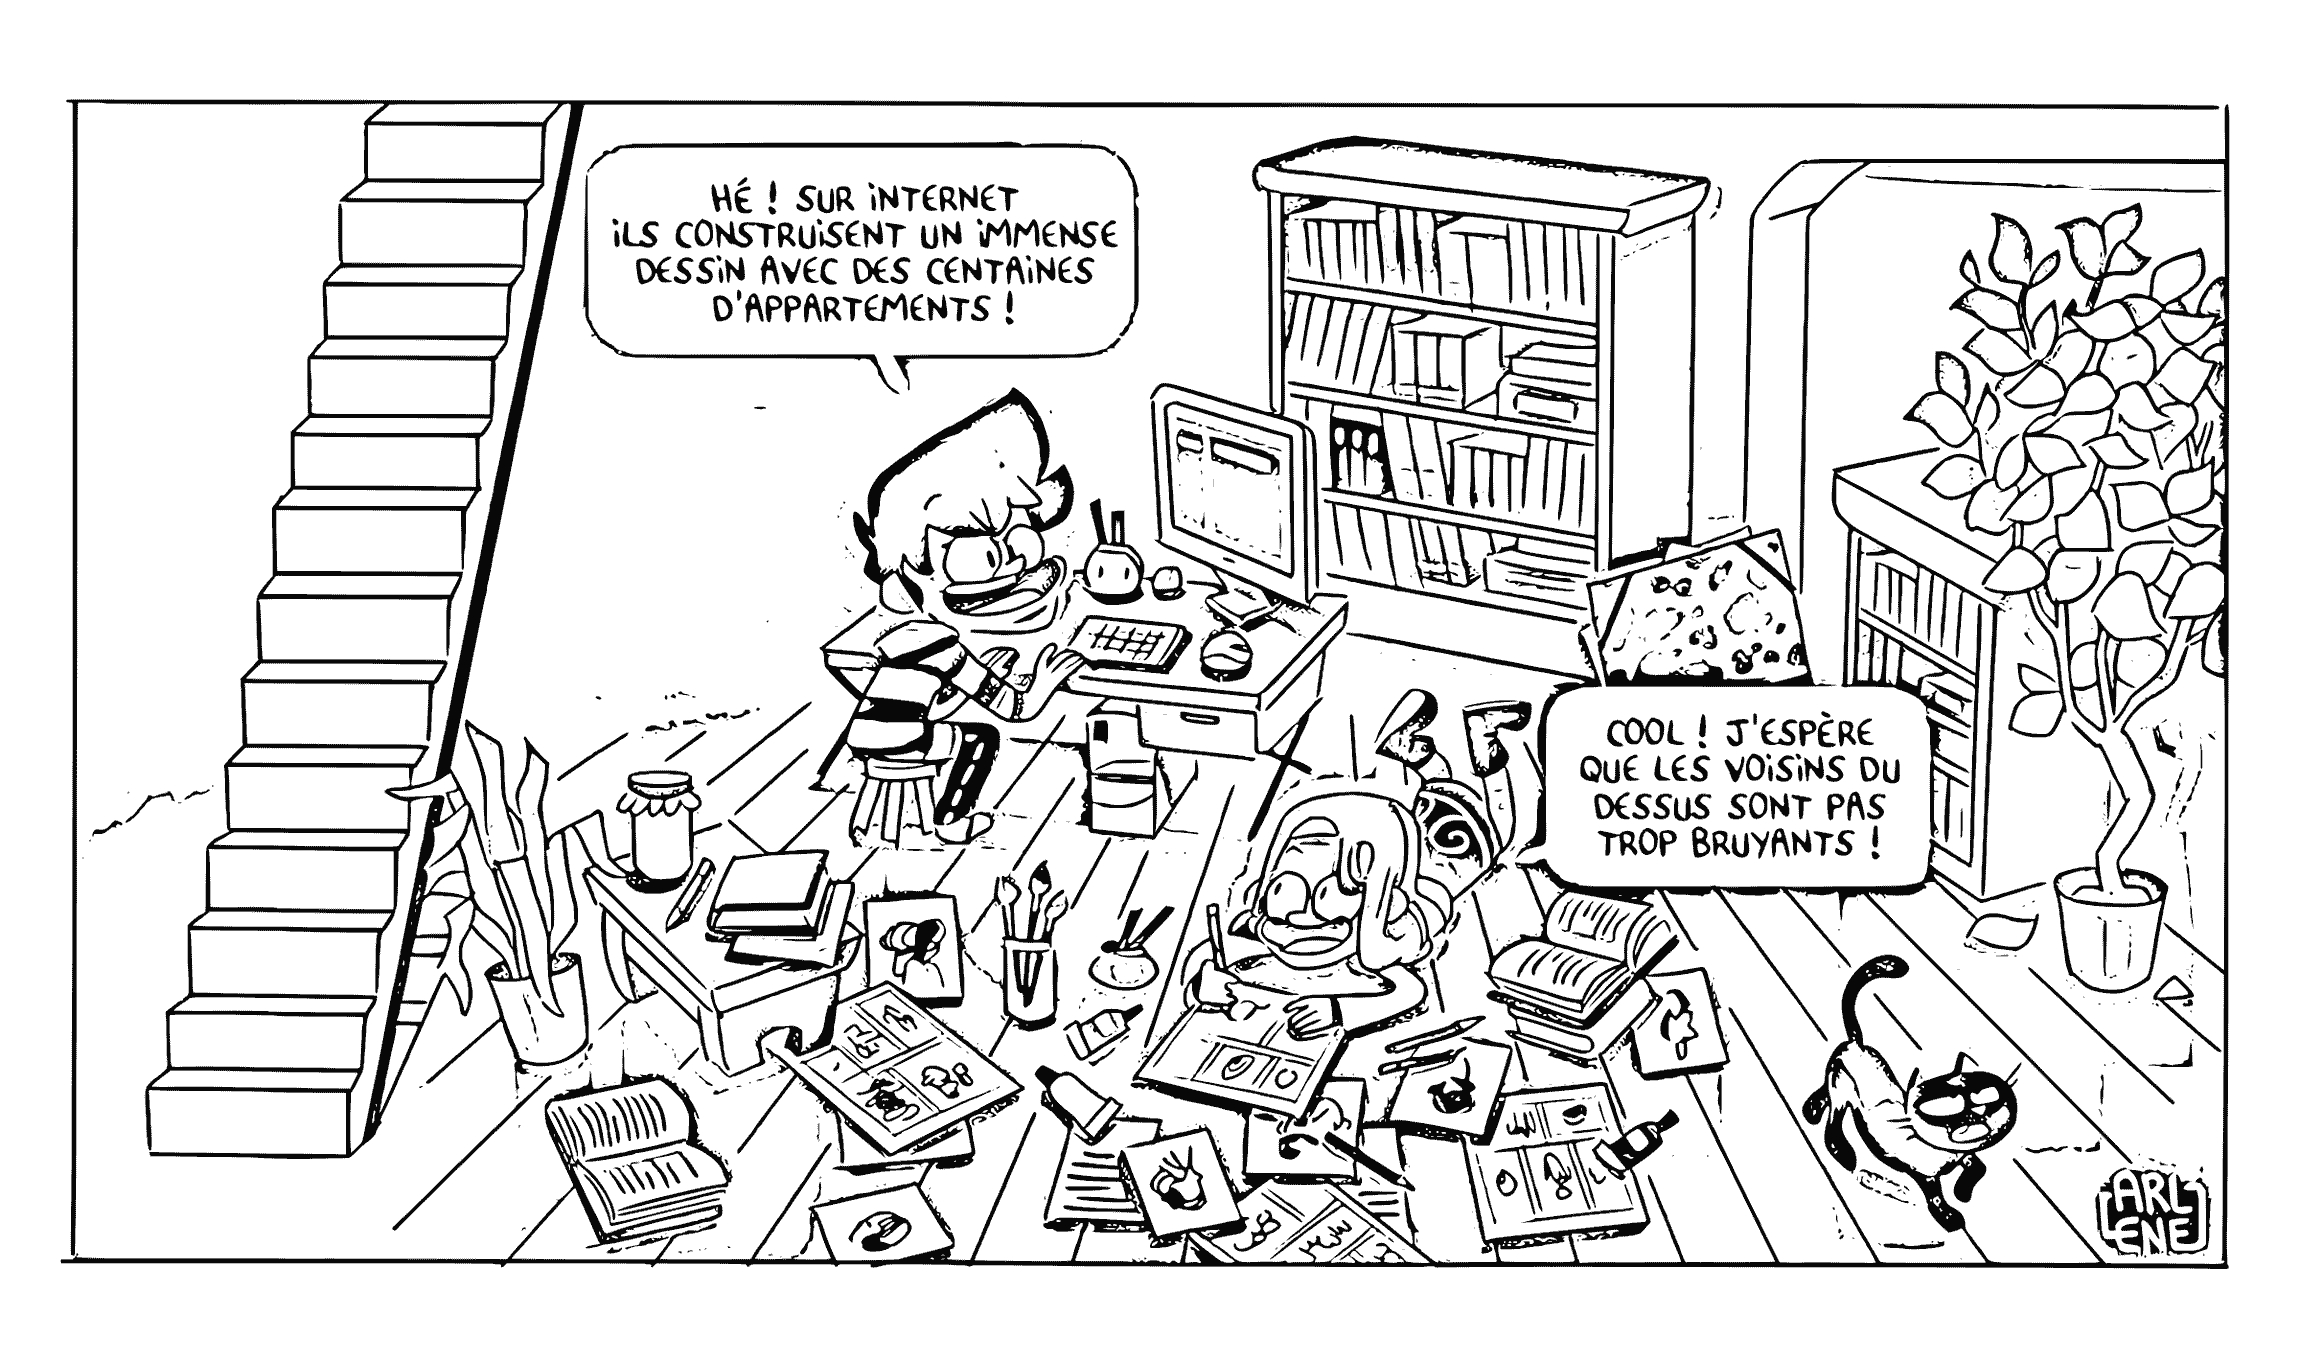 HÉ ! SUR iNTERNET
iLS CONSTRUiSENT UN iMMENSE
DESSiN AVEC DES CENTAiNES
D'APPARTEMENTS !
COOL ! J'ESPÈRE
QUE LES VOiSiNS DU
DESSUS SONT PAS
TROP BRUYANTS !
ARL
ENE